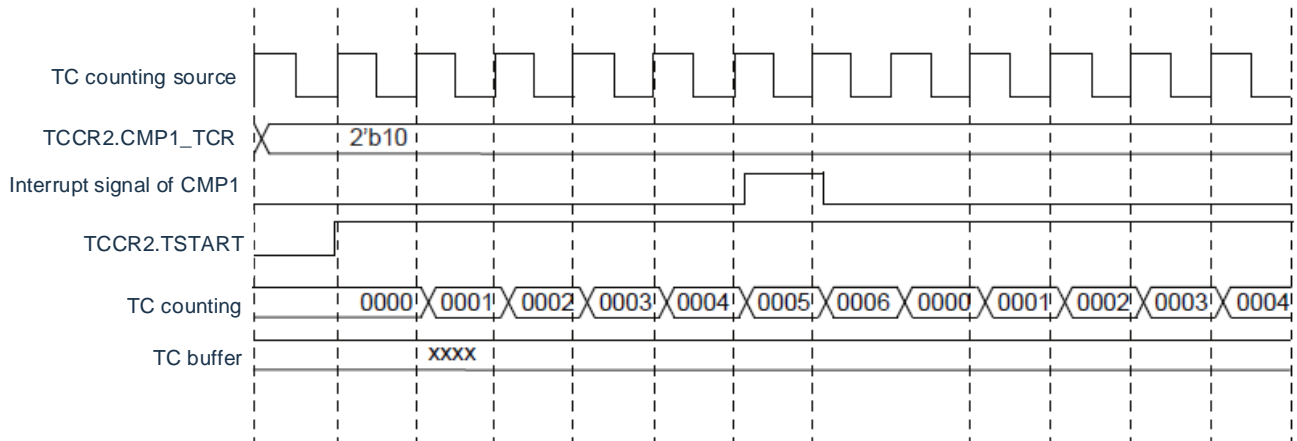 TC counting source
TCCR2.CMP1_TCR 2'b10
Interrupt signal of CMP1
TCCR2.TSTART
TC counting 0000 0001 0002 0003 0004 0005 0006 0000 0001 0002 0003 0004
TC buffer xxxx